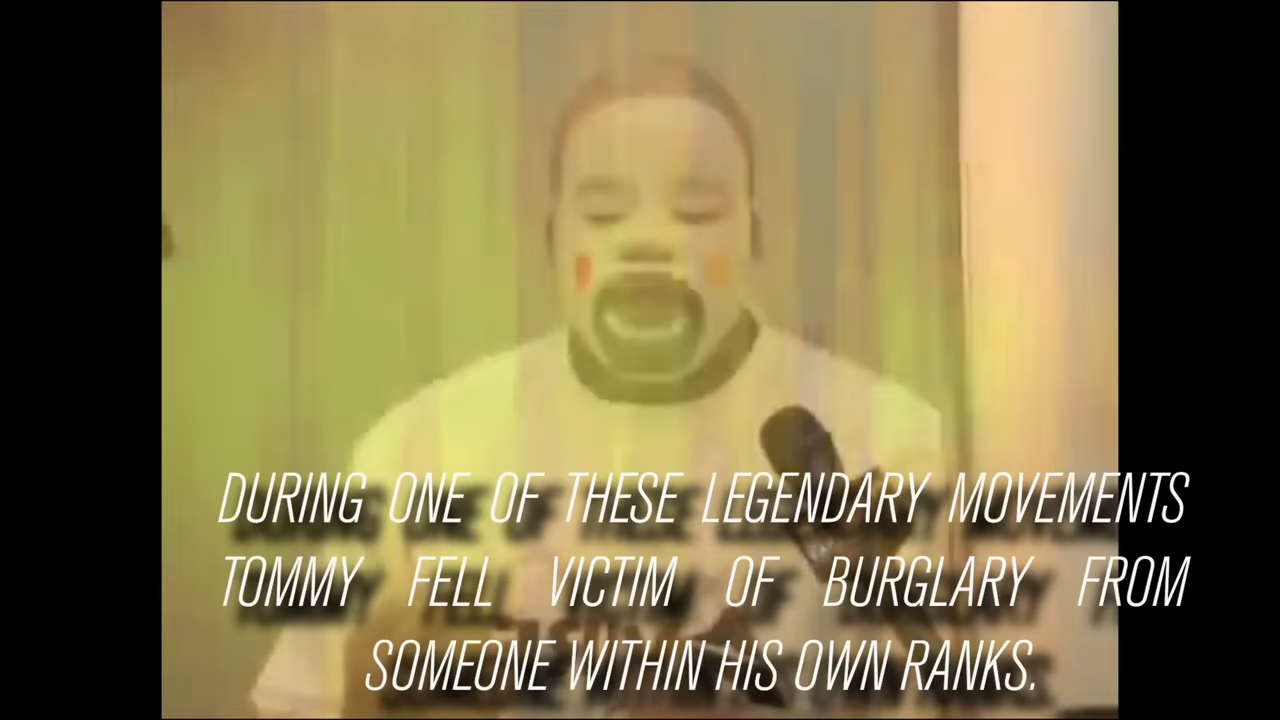 DURING ONE OF THESE LEGENDARY MOVEMENTS
TOMMY FELL VICTIM OF BURGLARY FROM
SOMEONE WITHIN HIS OWN RANKS.